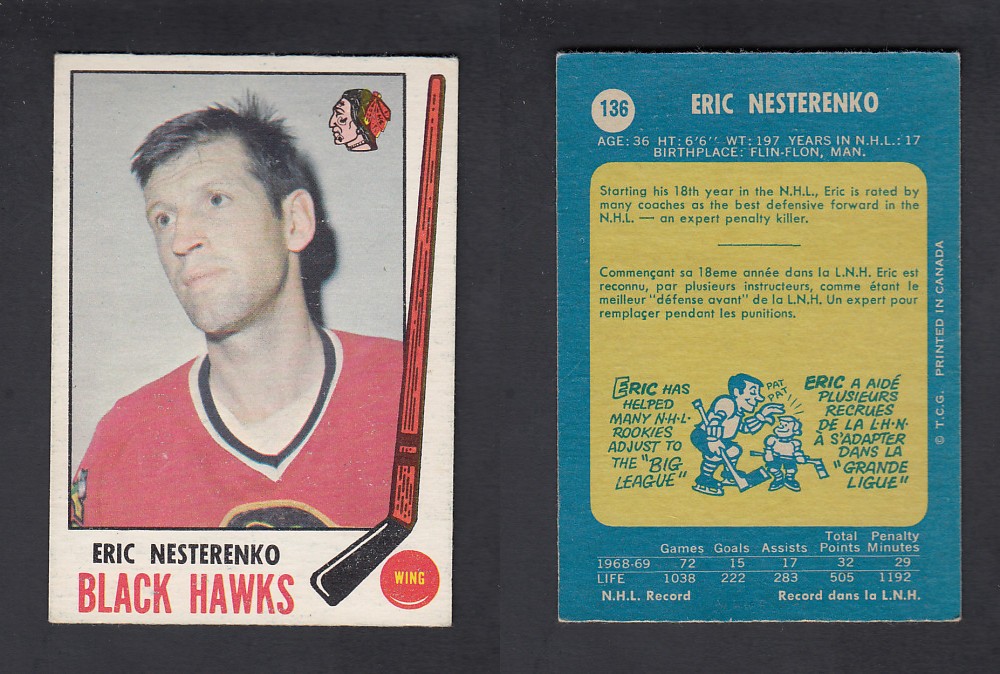 ERIC NESTERENKO
BLACK HAWKS
WING
136
ERIC NESTERENKO
AGE: 36 HT: 6'6'' WT: 197 YEARS IN N.H.L.: 17
BIRTHPLACE: FLIN-FLON, MAN.
Starting his 18th year in the N.H.L., Eric is rated by
many coaches as the best defensive forward in the
N.H.L. — an expert penalty killer.
Commençant sa 18eme année dans la L.N.H. Eric est
reconnu, par plusieurs instructeurs, comme étant le
meilleur "défense avant" de la L.N.H. Un expert pour
remplaçer pendant les punitions.
ERIC HAS
HELPED
MANY N·H·L·
ROOKIES
ADJUST TO
THE "BIG
LEAGUE"
PAT
PAT
ERIC A AIDÉ
PLUSIEURS
RECRUES
DE LA L·H·N·
À S'ADAPTER
DANS LA
"GRANDE
LIGUE"
© T.C.G. PRINTED IN CANADA
Total Penalty
Games Goals Assists Points Minutes
1968-69 72 15 17 32 29
LIFE 1038 222 283 505 1192
N.H.L. Record Record dans la L.N.H.